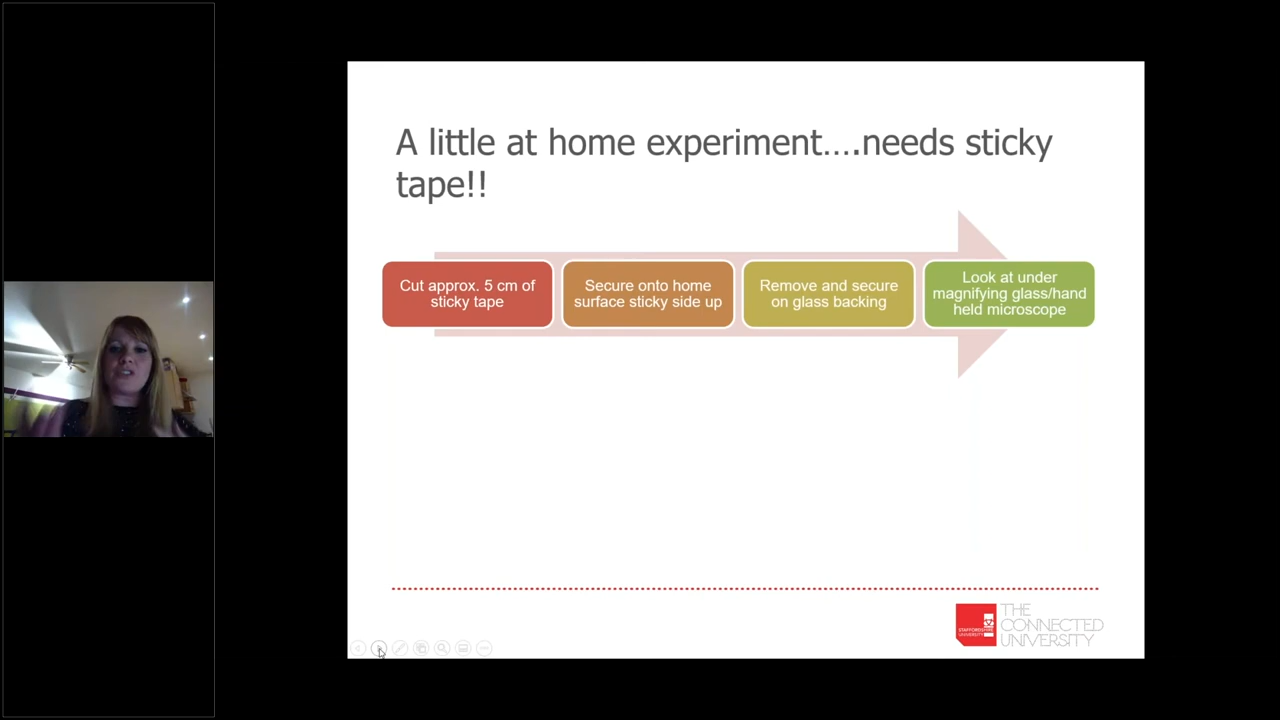 A little at home experiment....needs sticky
tape!!
Cut approx. 5 cm of
sticky tape
Secure onto home
surface sticky side up
Remove and secure
on glass backing
Look at under
magnifying glass/hand
held microscope
STAFFORDSHIRE
UNIVERSITY
THE
CONNECTED
UNIVERSITY